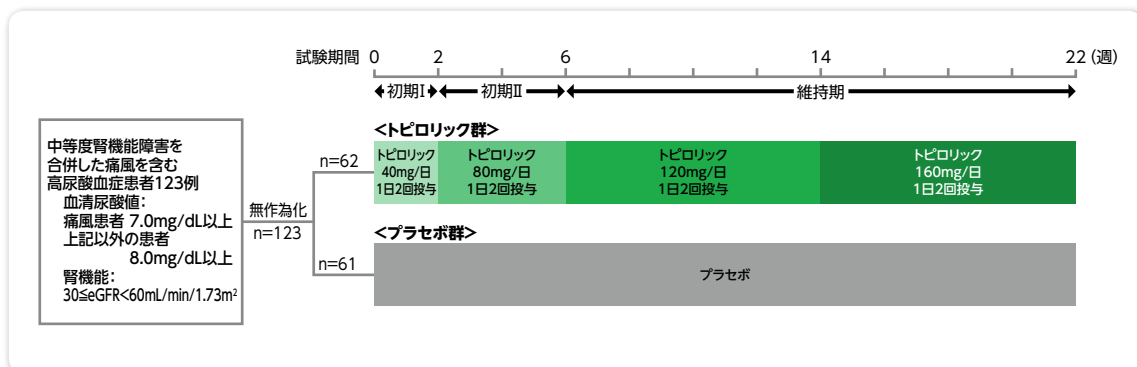 試験期間 0 2 6 14 22 (週)
初期Ⅰ 初期Ⅱ 維持期
中等度腎機能障害を
合併した痛風を含む
高尿酸血症患者123例
血清尿酸値：
痛風患者 7.0mg/dL以上
上記以外の患者
8.0mg/dL以上
腎機能：
30≦eGFR<60mL/min/1.73m²
無作為化
n=123
<トピロリック群>
n=62
トピロリック
40mg/日
1日2回投与
トピロリック
80mg/日
1日2回投与
トピロリック
120mg/日
1日2回投与
トピロリック
160mg/日
1日2回投与
<プラセボ群>
n=61
プラセボ